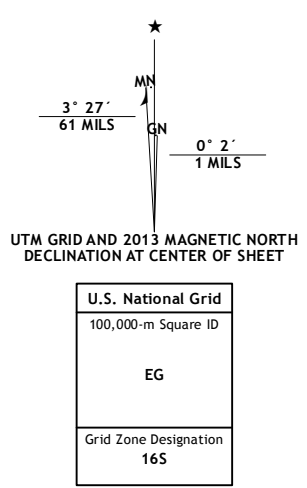 ★
MN
3° 27´
61 MILS
GN
0° 2´
1 MILS
UTM GRID AND 2013 MAGNETIC NORTH
DECLINATION AT CENTER OF SHEET
U.S. National Grid
100,000-m Square ID
EG
Grid Zone Designation
16S